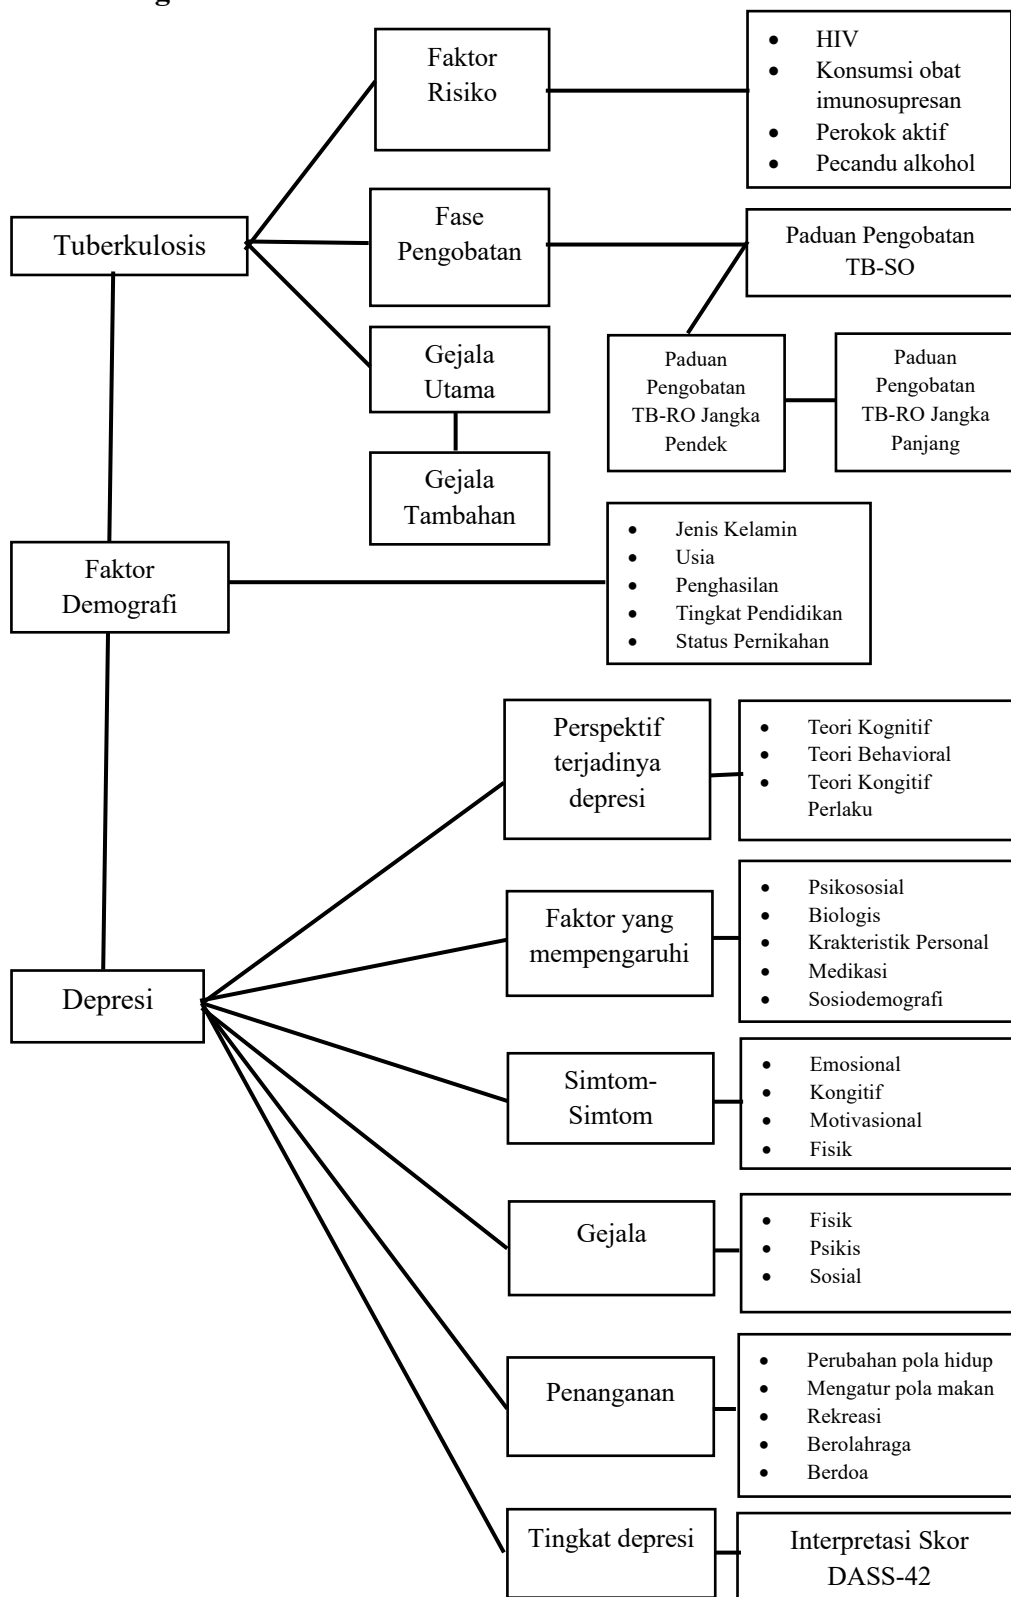 Faktor
Risiko
• HIV
• Konsumsi obat
imunosupresan
• Perokok aktif
• Pecandu alkohol
Tuberkulosis
Fase
Pengobatan
Paduan Pengobatan
TB-SO
Gejala
Utama
Paduan
Pengobatan
TB-RO Jangka
Pendek
Paduan
Pengobatan
TB-RO Jangka
Panjang
Gejala
Tambahan
Faktor
Demografi
• Jenis Kelamin
• Usia
• Penghasilan
• Tingkat Pendidikan
• Status Pernikahan
Perspektif
terjadinya
depresi
• Teori Kognitif
• Teori Behavioral
• Teori Kongitif
Perlaku
Faktor yang
mempengaruhi
• Psikososial
• Biologis
• Krakteristik Personal
• Medikasi
• Sosiodemografi
Depresi
Simtom-
Simtom
• Emosional
• Kongitif
• Motivasional
• Fisik
Gejala
• Fisik
• Psikis
• Sosial
Penanganan
• Perubahan pola hidup
• Mengatur pola makan
• Rekreasi
• Berolahraga
• Berdoa
Tingkat depresi
Interpretasi Skor
DASS-42